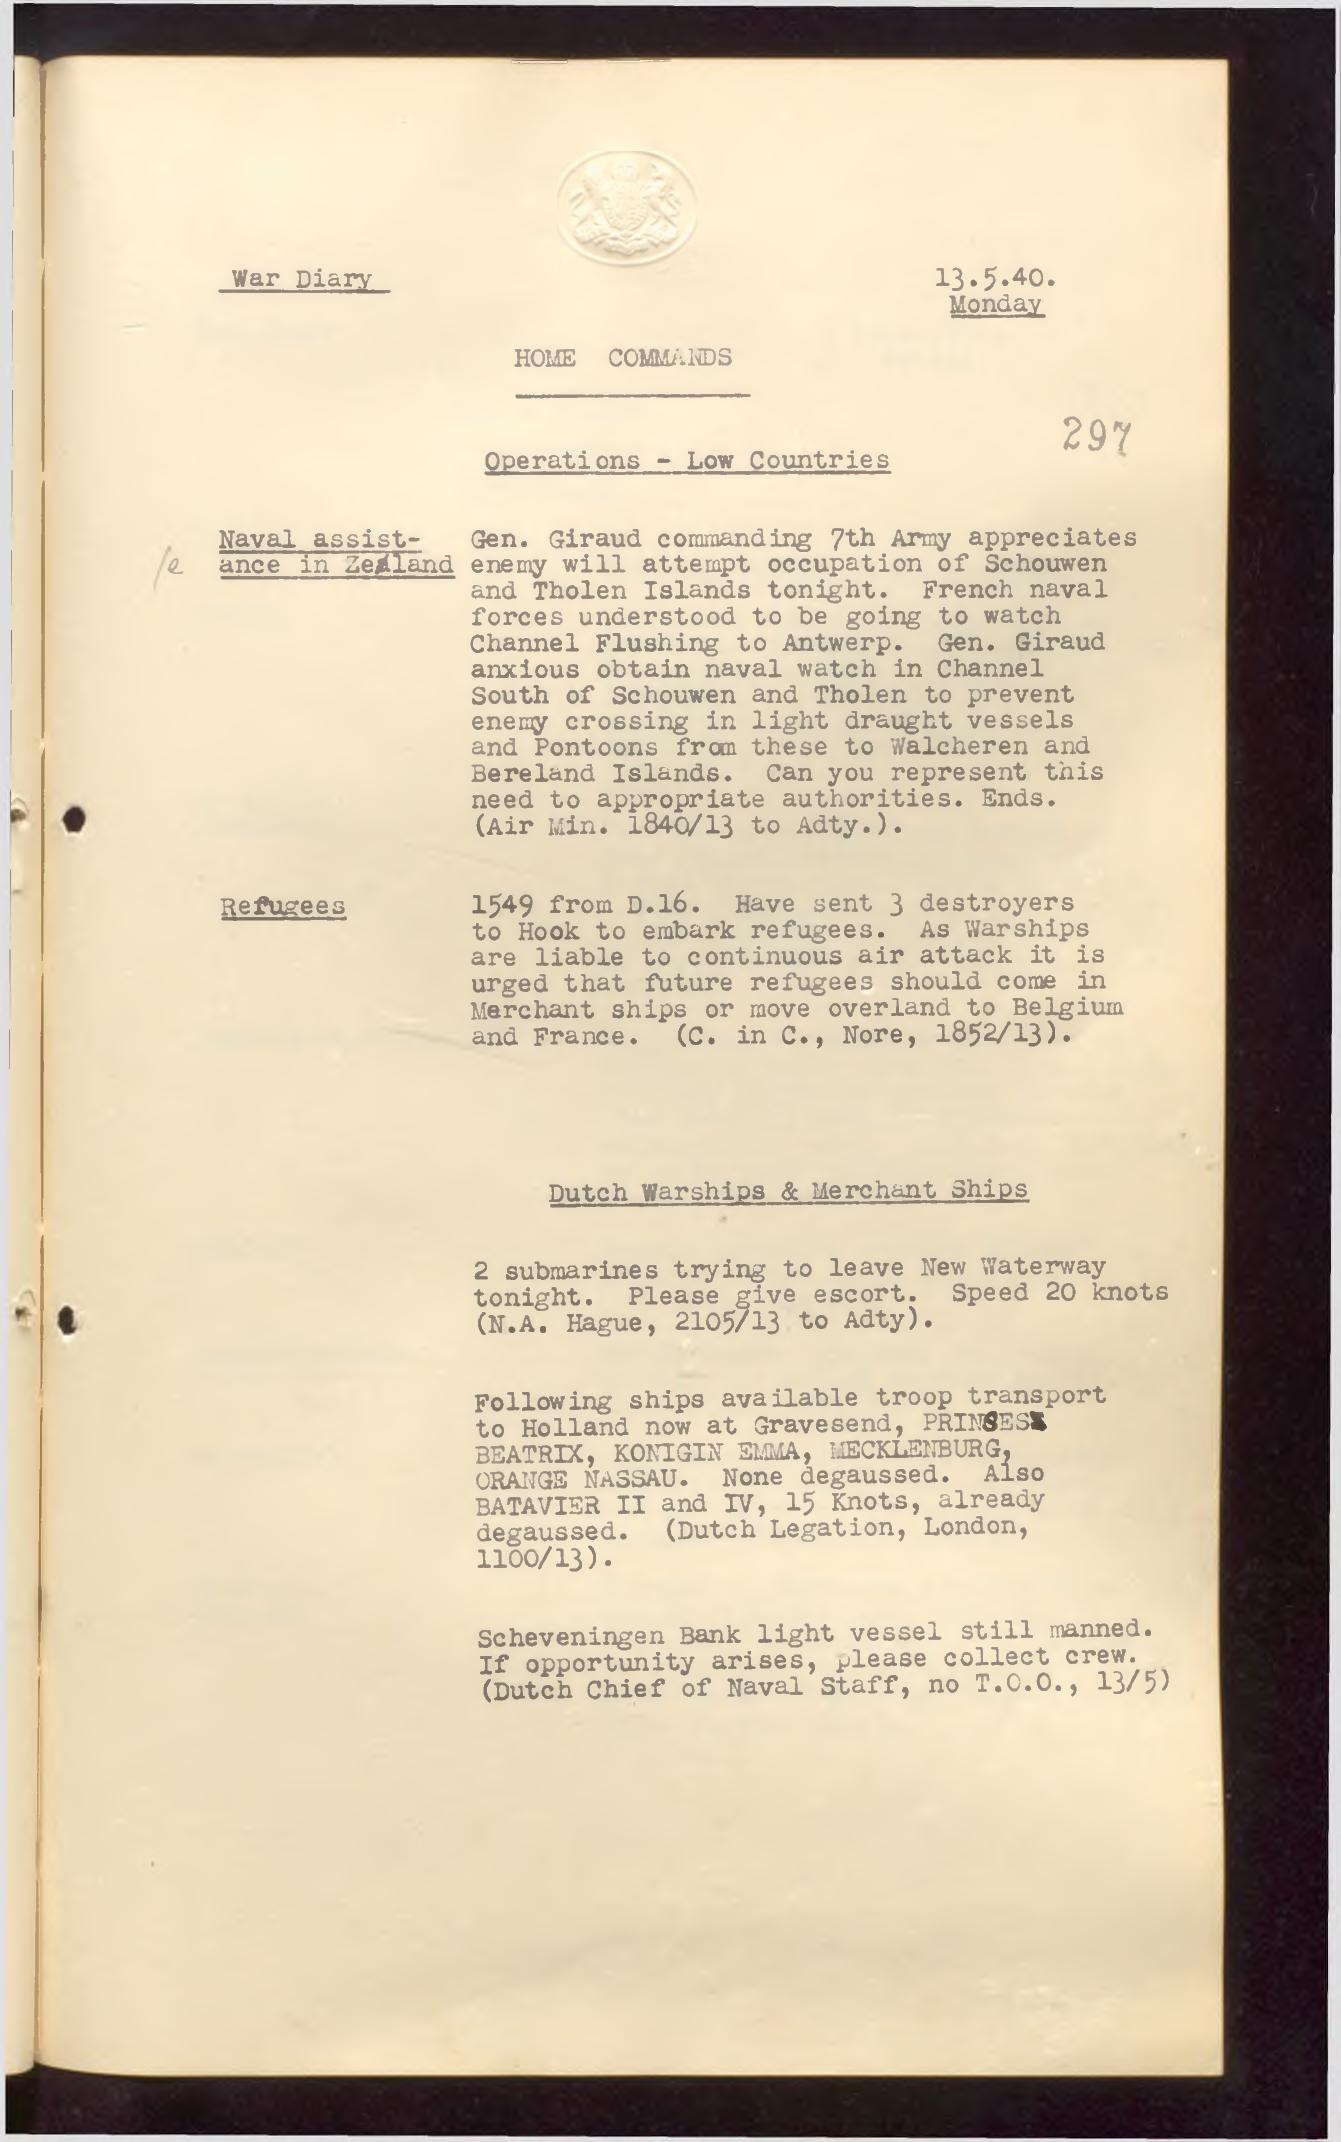 War Diary
13.5.40.
Monday
HOME COMMANDS
297
Operations - Low Countries
/e
Naval assist-
ance in Zealand
Gen. Giraud commanding 7th Army appreciates
enemy will attempt occupation of Schouwen
and Tholen Islands tonight. French naval
forces understood to be going to watch
Channel Flushing to Antwerp. Gen. Giraud
anxious obtain naval watch in Channel
South of Schouwen and Tholen to prevent
enemy crossing in light draught vessels
and Pontoons from these to Walcheren and
Bereland Islands. Can you represent this
need to appropriate authorities. Ends.
(Air Min. 1840/13 to Adty.).
Refugees
1549 from D.16. Have sent 3 destroyers
to Hook to embark refugees. As Warships
are liable to continuous air attack it is
urged that future refugees should come in
Merchant ships or move overland to Belgium
and France. (C. in C., Nore, 1852/13).
Dutch Warships & Merchant Ships
2 submarines trying to leave New Waterway
tonight. Please give escort. Speed 20 knots
(N.A. Hague, 2105/13 to Adty).
Following ships available troop transport
to Holland now at Gravesend, PRINSES
BEATRIX, KONIGIN EMMA, MECKLENBURG,
ORANGE NASSAU. None degaussed. Also
BATAVIER II and IV, 15 Knots, already
degaussed. (Dutch Legation, London,
1100/13).
Scheveningen Bank light vessel still manned.
If opportunity arises, please collect crew.
(Dutch Chief of Naval Staff, no T.O.O., 13/5)